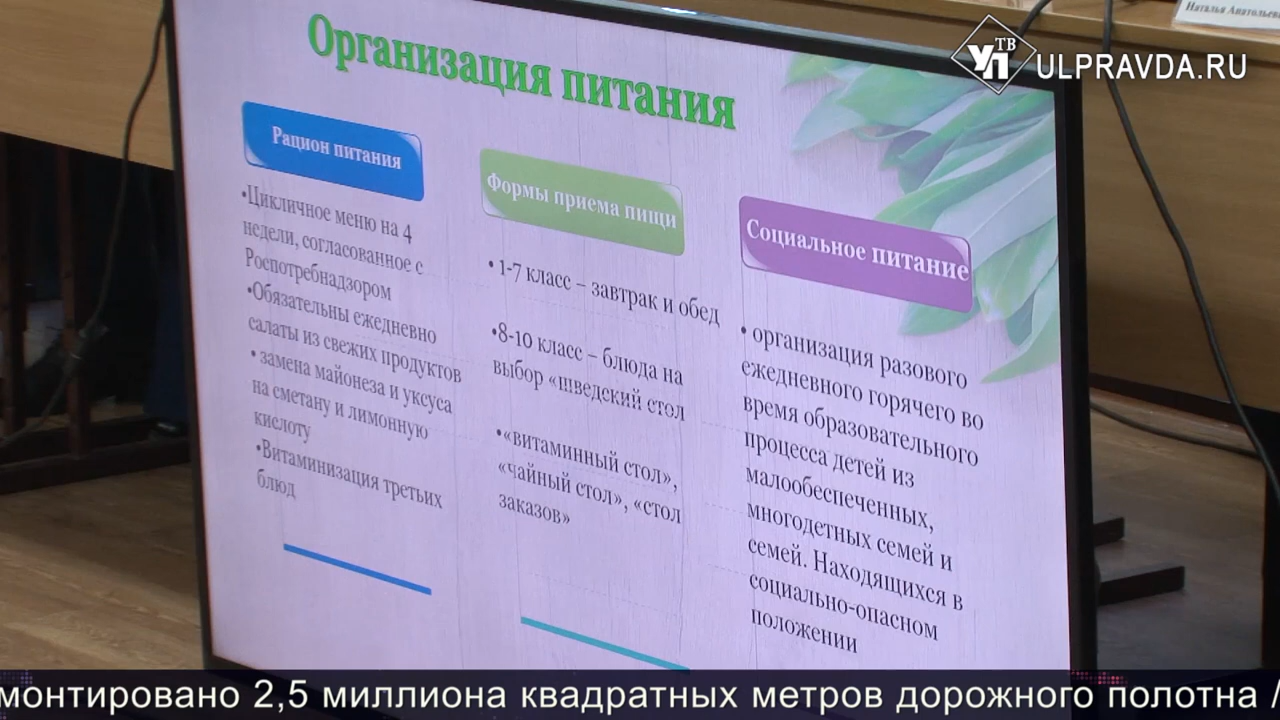 Наталья Анатольевна
УП ТВ
ULPRAVDA.RU
Организация питания
Рацион питания
•Цикличное меню на 4
недели, согласованное с
Роспотребнадзором
•Обязательны ежедневно
салаты из свежих продуктов
• замена майонеза и уксуса
на сметану и лимонную
кислоту
•Витаминизация третьих
блюд
Формы приема пищи
• 1-7 класс – завтрак и обед
•8-10 класс – блюда на
выбор «шведский стол
•«витаминный стол»,
«чайный стол», «стол
заказов»
Социальное питание
• организация разового
ежедневного горячего во
время образовательного
процесса детей из
малообеспеченных,
многодетных семей и
семей. Находящихся в
социально-опасном
положении
монтировано 2,5 миллиона квадратных метров дорожного полотна /